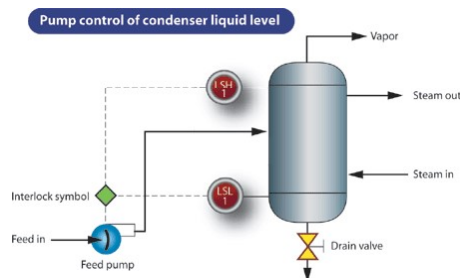 Pump control of condenser liquid level
Vapor
LSH
1
Steam out
Steam in
Interlock symbol
LSL
1
Feed in
Drain valve
Feed pump